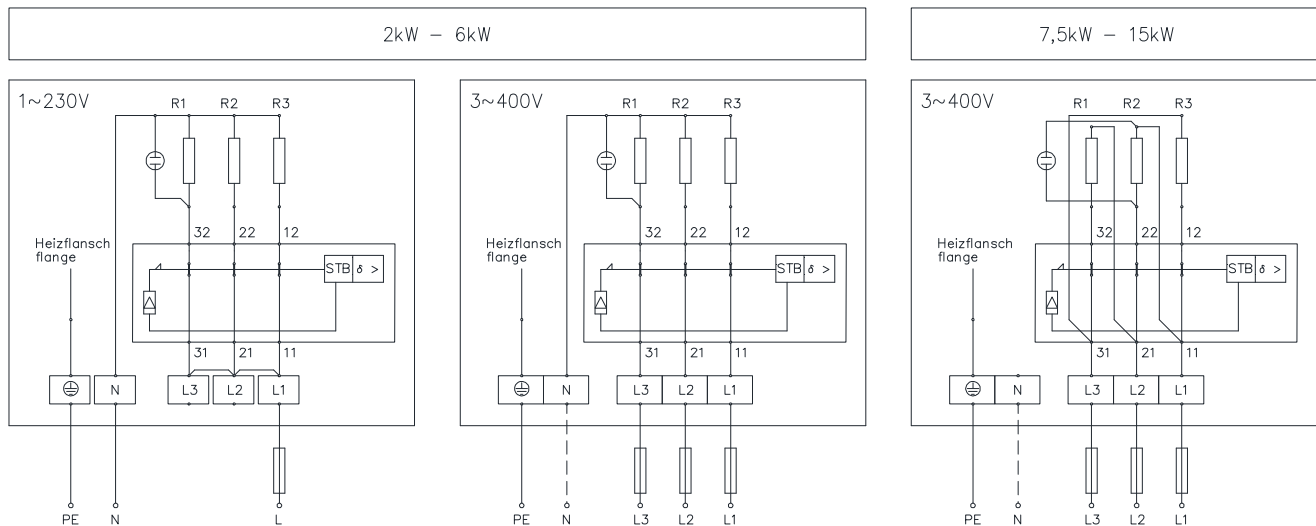 2kW – 6kW
7,5kW – 15kW
1~230V
R1 R2 R3
32 22 12
Heizflansch
flange
STB δ >
31 21 11
N L3 L2 L1
PE N L
3~400V
R1 R2 R3
32 22 12
Heizflansch
flange
STB δ >
31 21 11
N L3 L2 L1
PE N L3 L2 L1
3~400V
R1 R2 R3
32 22 12
Heizflansch
flange
STB δ >
31 21 11
N L3 L2 L1
PE N L3 L2 L1